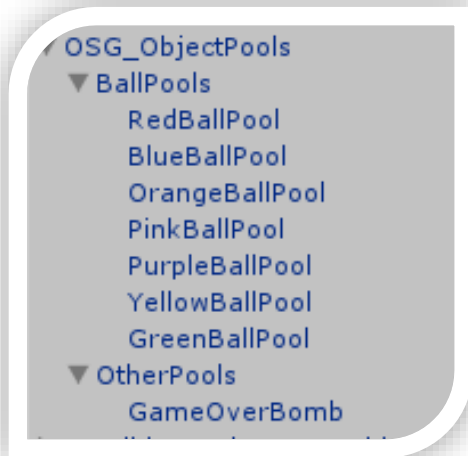 OSG_ObjectPools
BallPools
RedBallPool
BlueBallPool
OrangeBallPool
PinkBallPool
PurpleBallPool
YellowBallPool
GreenBallPool
OtherPools
GameOverBomb